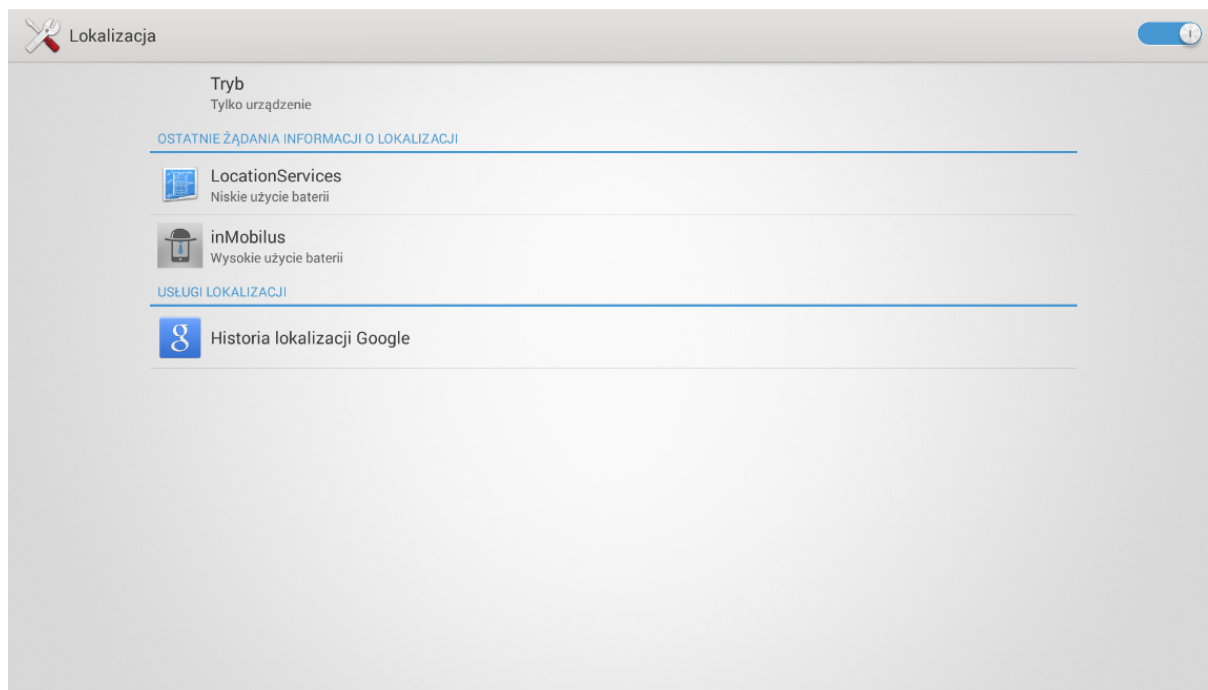 Lokalizacja
Tryb
Tylko urządzenie
OSTATNIE ŻĄDANIA INFORMACJI O LOKALIZACJI
LocationServices
Niskie użycie baterii
inMobilus
Wysokie użycie baterii
USŁUGI LOKALIZACJI
Historia lokalizacji Google